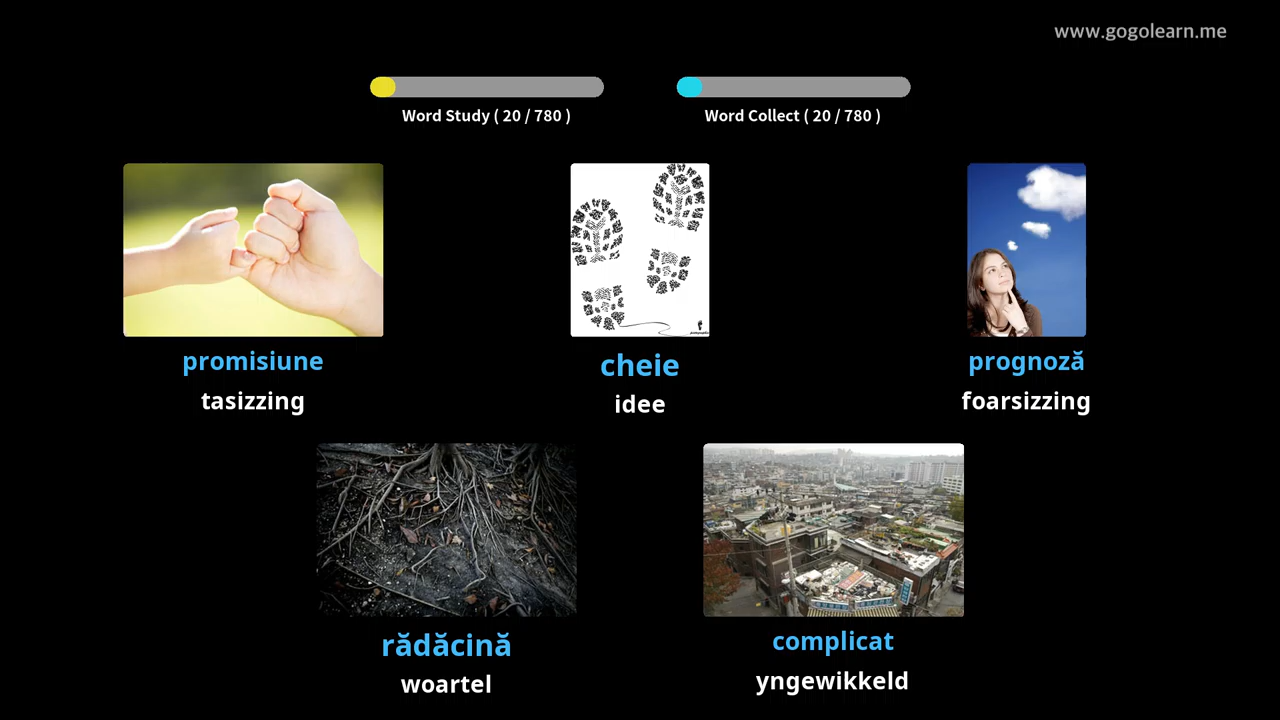 www.gogolearn.me
Word Study ( 20 / 780 )
Word Collect ( 20 / 780 )
promisiune
tasizzing
cheie
idee
prognoză
foarsizzing
rădăcină
woartel
complicat
yngewikkeld